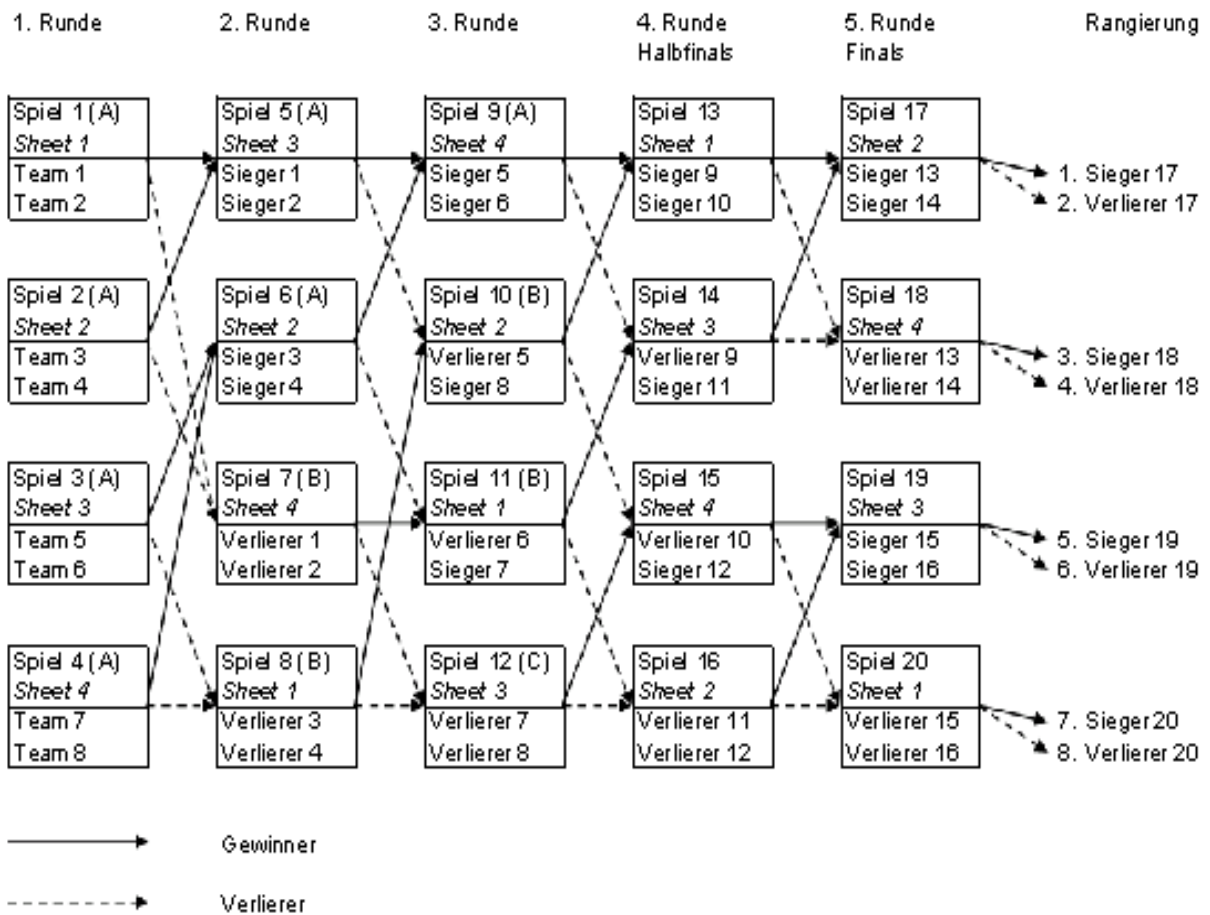 1. Runde
2. Runde
3. Runde
4. Runde
Halbfinals
5. Runde
Finals
Rangierung
Spiel 1 (A)
Sheet 1
Team 1
Team 2
Spiel 5 (A)
Sheet 3
Sieger 1
Sieger 2
Spiel 9 (A)
Sheet 4
Sieger 5
Sieger 6
Spiel 13
Sheet 1
Sieger 9
Sieger 10
Spiel 17
Sheet 2
Sieger 13
Sieger 14
1. Sieger 17
2. Verlierer 17
Spiel 2 (A)
Sheet 2
Team 3
Team 4
Spiel 6 (A)
Sheet 2
Sieger 3
Sieger 4
Spiel 10 (B)
Sheet 2
Verlierer 5
Sieger 8
Spiel 14
Sheet 3
Verlierer 9
Sieger 11
Spiel 18
Sheet 4
Verlierer 13
Verlierer 14
3. Sieger 18
4. Verlierer 18
Spiel 3 (A)
Sheet 3
Team 5
Team 6
Spiel 7 (B)
Sheet 4
Verlierer 1
Verlierer 2
Spiel 11 (B)
Sheet 1
Verlierer 6
Sieger 7
Spiel 15
Sheet 4
Verlierer 10
Sieger 12
Spiel 19
Sheet 3
Sieger 15
Sieger 16
5. Sieger 19
6. Verlierer 19
Spiel 4 (A)
Sheet 4
Team 7
Team 8
Spiel 8 (B)
Sheet 1
Verlierer 3
Verlierer 4
Spiel 12 (C)
Sheet 3
Verlierer 7
Verlierer 8
Spiel 16
Sheet 2
Verlierer 11
Verlierer 12
Spiel 20
Sheet 1
Verlierer 15
Verlierer 16
7. Sieger 20
8. Verlierer 20
Gewinner
Verlierer